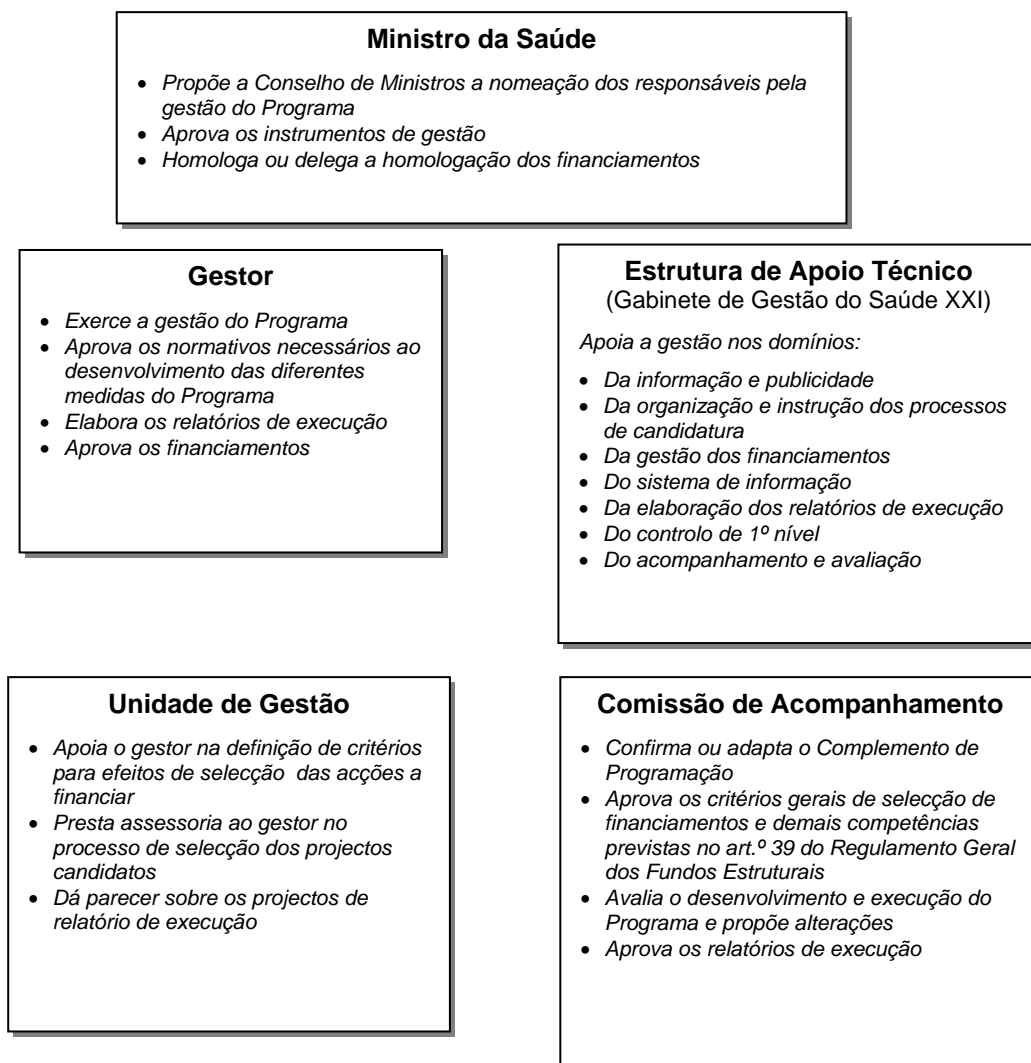 Ministro da Saúde
• Propõe a Conselho de Ministros a nomeação dos responsáveis pela
gestão do Programa
• Aprova os instrumentos de gestão
• Homologa ou delega a homologação dos financiamentos
Gestor
• Exerce a gestão do Programa
• Aprova os normativos necessários ao
desenvolvimento das diferentes
medidas do Programa
• Elabora os relatórios de execução
• Aprova os financiamentos
Estrutura de Apoio Técnico
(Gabinete de Gestão do Saúde XXI)
Apoia a gestão nos domínios:
• Da informação e publicidade
• Da organização e instrução dos processos
de candidatura
• Da gestão dos financiamentos
• Do sistema de informação
• Da elaboração dos relatórios de execução
• Do controlo de 1º nível
• Do acompanhamento e avaliação
Unidade de Gestão
• Apoia o gestor na definição de critérios
para efeitos de selecção das acções a
financiar
• Presta assessoria ao gestor no
processo de selecção dos projectos
candidatos
• Dá parecer sobre os projectos de
relatório de execução
Comissão de Acompanhamento
• Confirma ou adapta o Complemento de
Programação
• Aprova os critérios gerais de selecção de
financiamentos e demais competências
previstas no art.º 39 do Regulamento Geral
dos Fundos Estruturais
• Avalia o desenvolvimento e execução do
Programa e propõe alterações
• Aprova os relatórios de execução